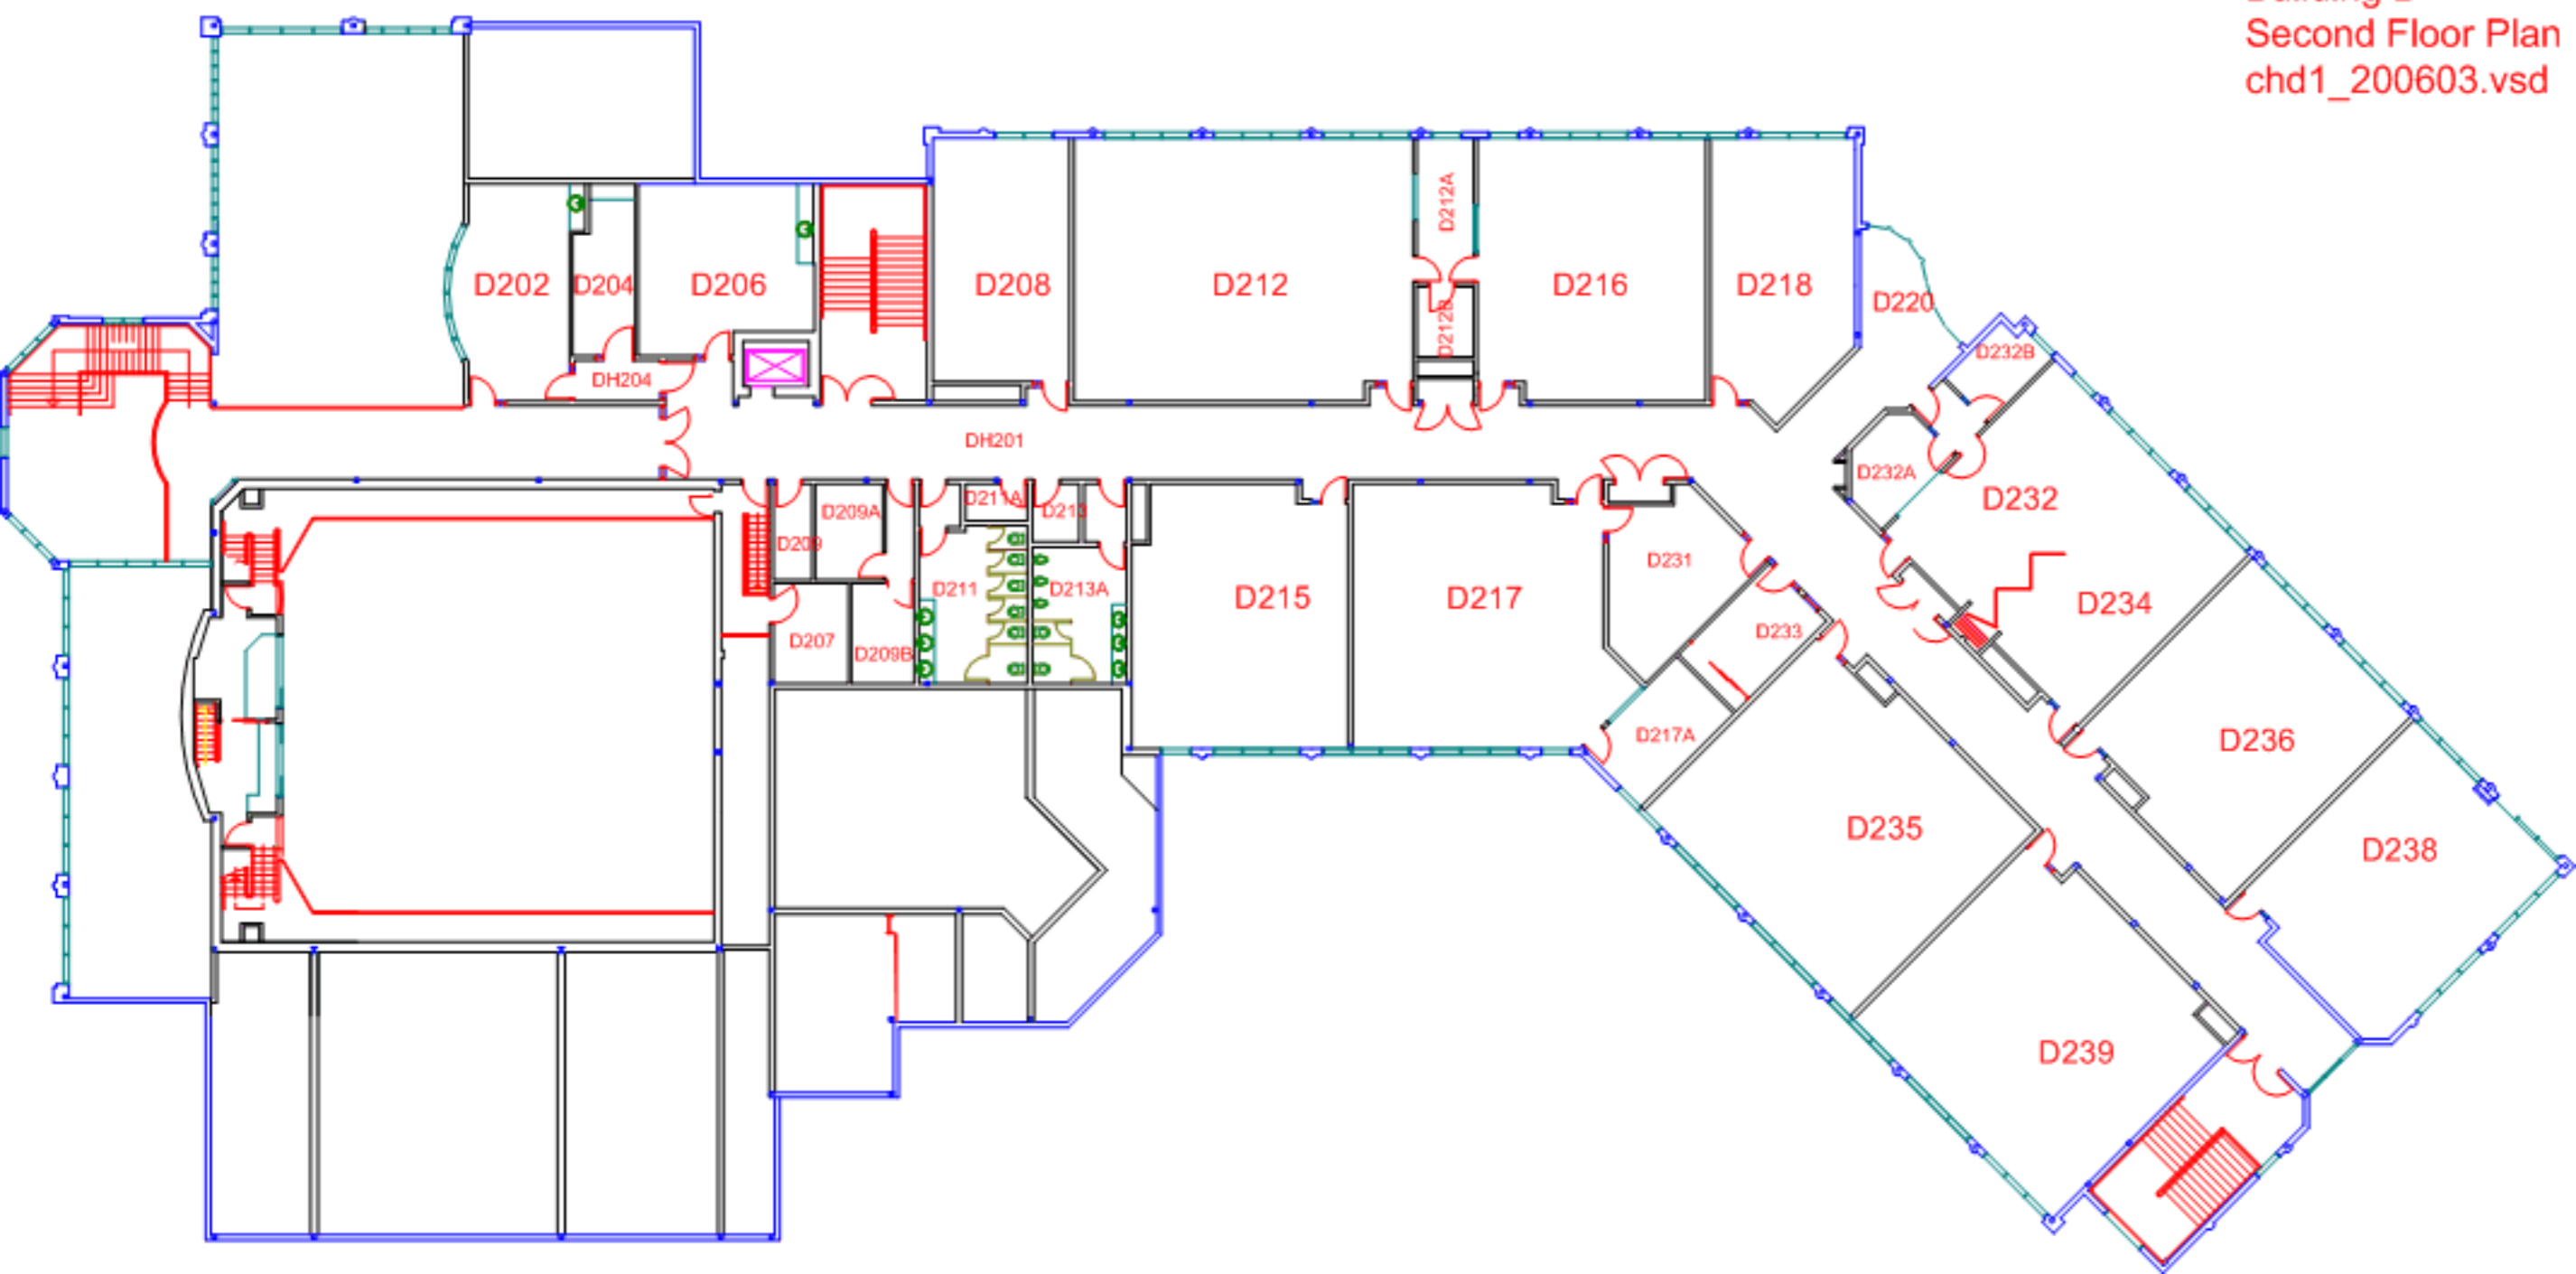 Second Floor Plan
chd1_200603.vsd
D202
D204
D206
DH204
D208
D212
D212A
D212B
D216
D218
D220
D232B
DH201
D232A
D232
D209
D209A
D211A
D213
D211
D213A
D207
D209B
D215
D217
D231
D233
D217A
D234
D236
D235
D238
D239